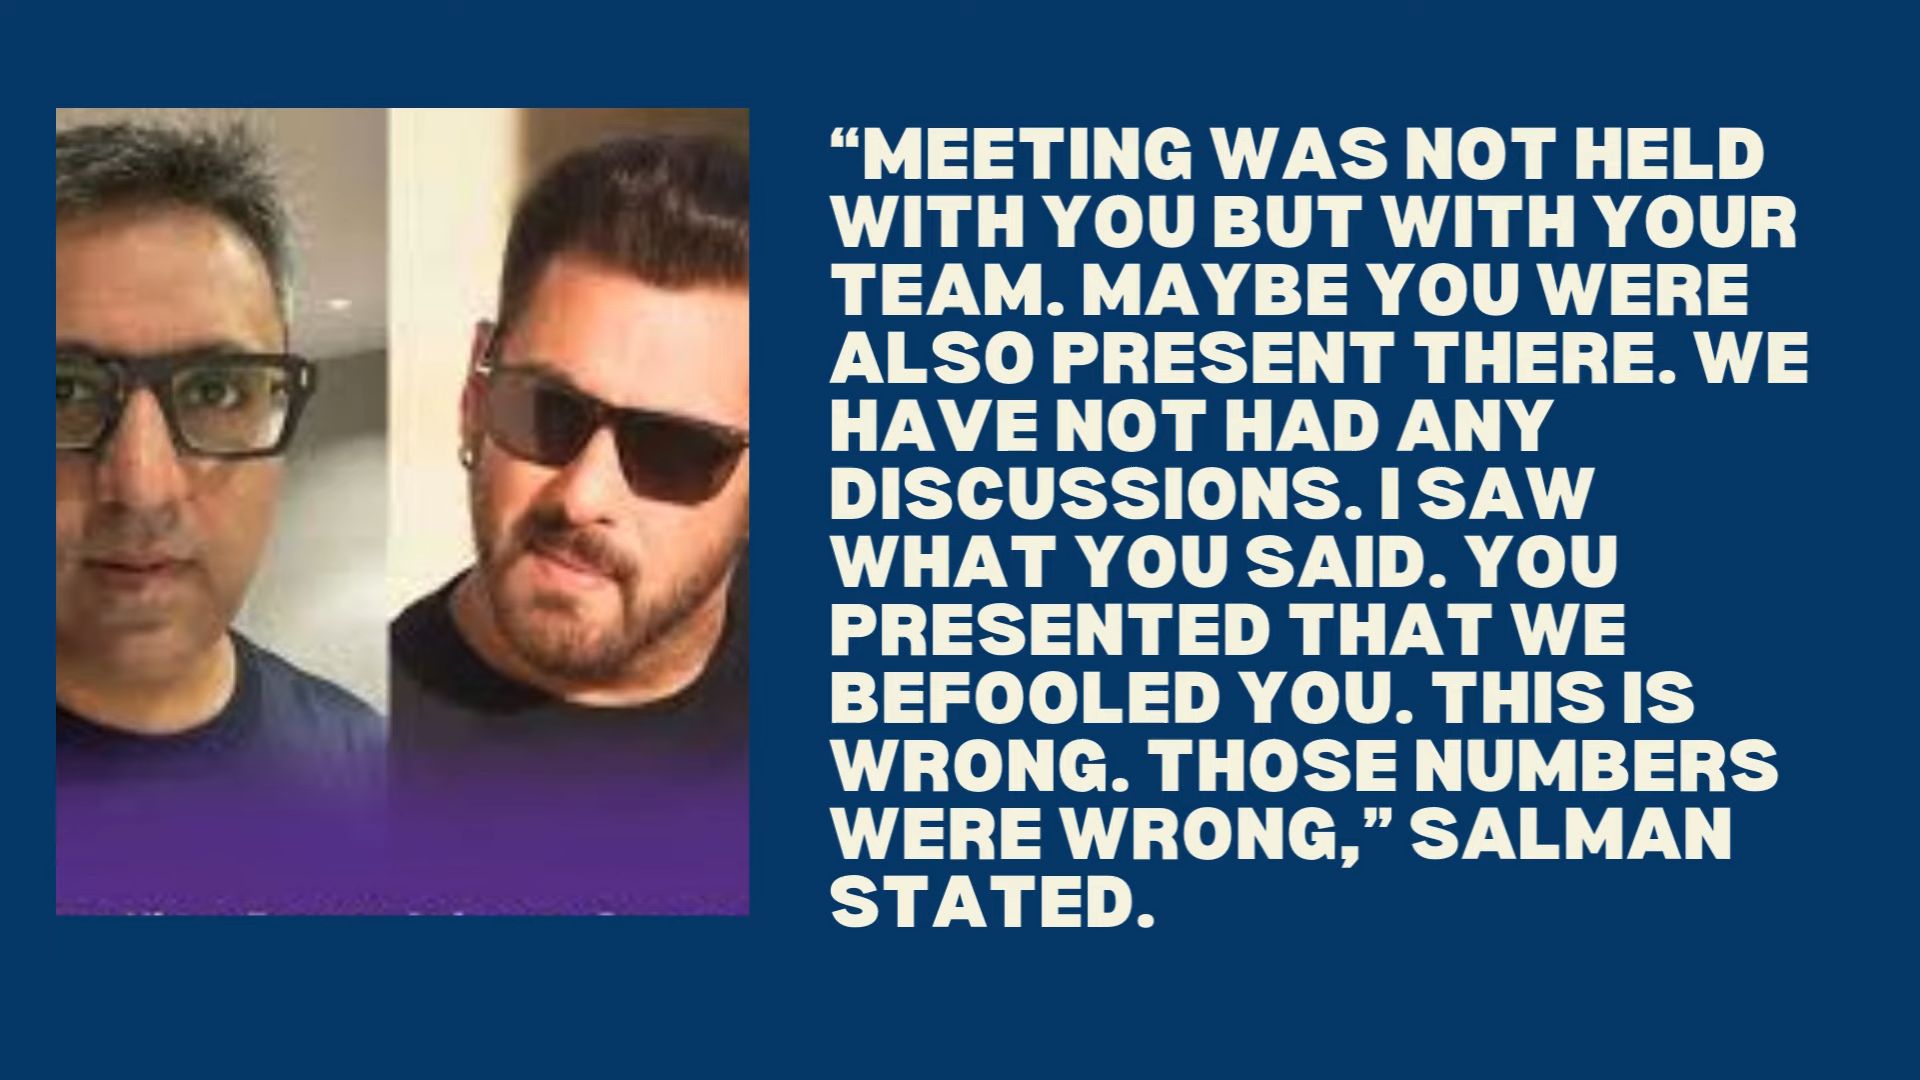 “MEETING WAS NOT HELD
WITH YOU BUT WITH YOUR
TEAM. MAYBE YOU WERE
ALSO PRESENT THERE. WE
HAVE NOT HAD ANY
DISCUSSIONS. I SAW
WHAT YOU SAID. YOU
PRESENTED THAT WE
BEFOOLED YOU. THIS IS
WRONG. THOSE NUMBERS
WERE WRONG,” SALMAN
STATED.